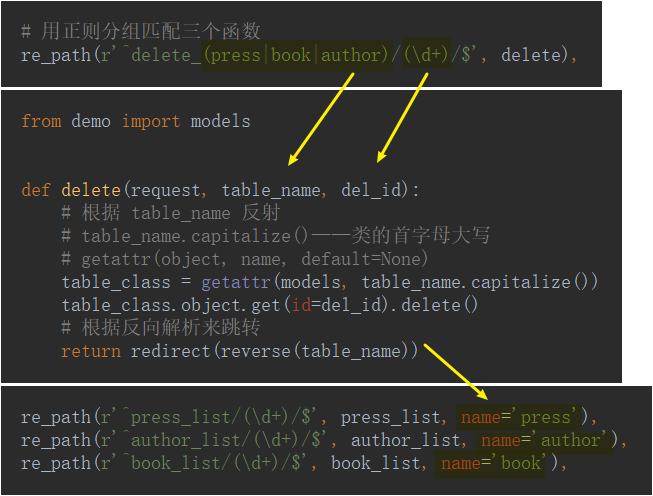 # 用正则分组匹配三个函数
re_path(r'^delete_(press|book|author)/(\d+)/$', delete),
from demo import models
def delete(request, table_name, del_id):
# 根据 table_name 反射
# table_name.capitalize()——类的首字母大写
# getattr(object, name, default=None)
table_class = getattr(models, table_name.capitalize())
table_class.object.get(id=del_id).delete()
# 根据反向解析来跳转
return redirect(reverse(table_name))
re_path(r'^press_list/(\d+)/$', press_list, name='press'),
re_path(r'^author_list/(\d+)/$', author_list, name='author'),
re_path(r'^book_list/(\d+)/$', book_list, name='book'),